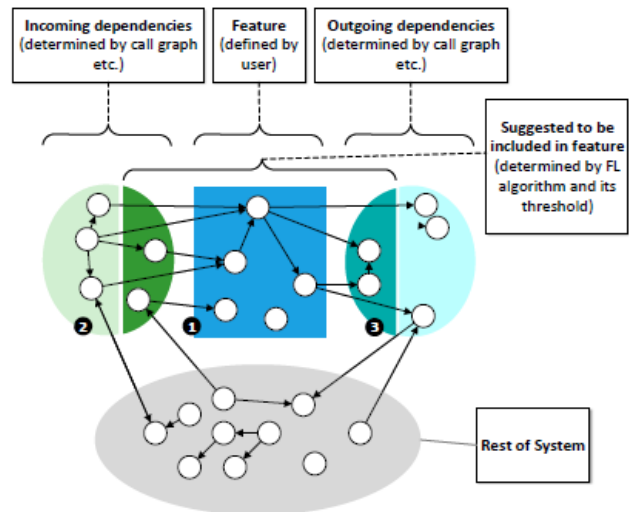 Incoming dependencies
(determined by call graph
etc.)
Feature
(defined by
user)
Outgoing dependencies
(determined by call graph
etc.)
Suggested to be
included in feature
(determined by FL
algorithm and its
threshold)
2
1
3
Rest of System